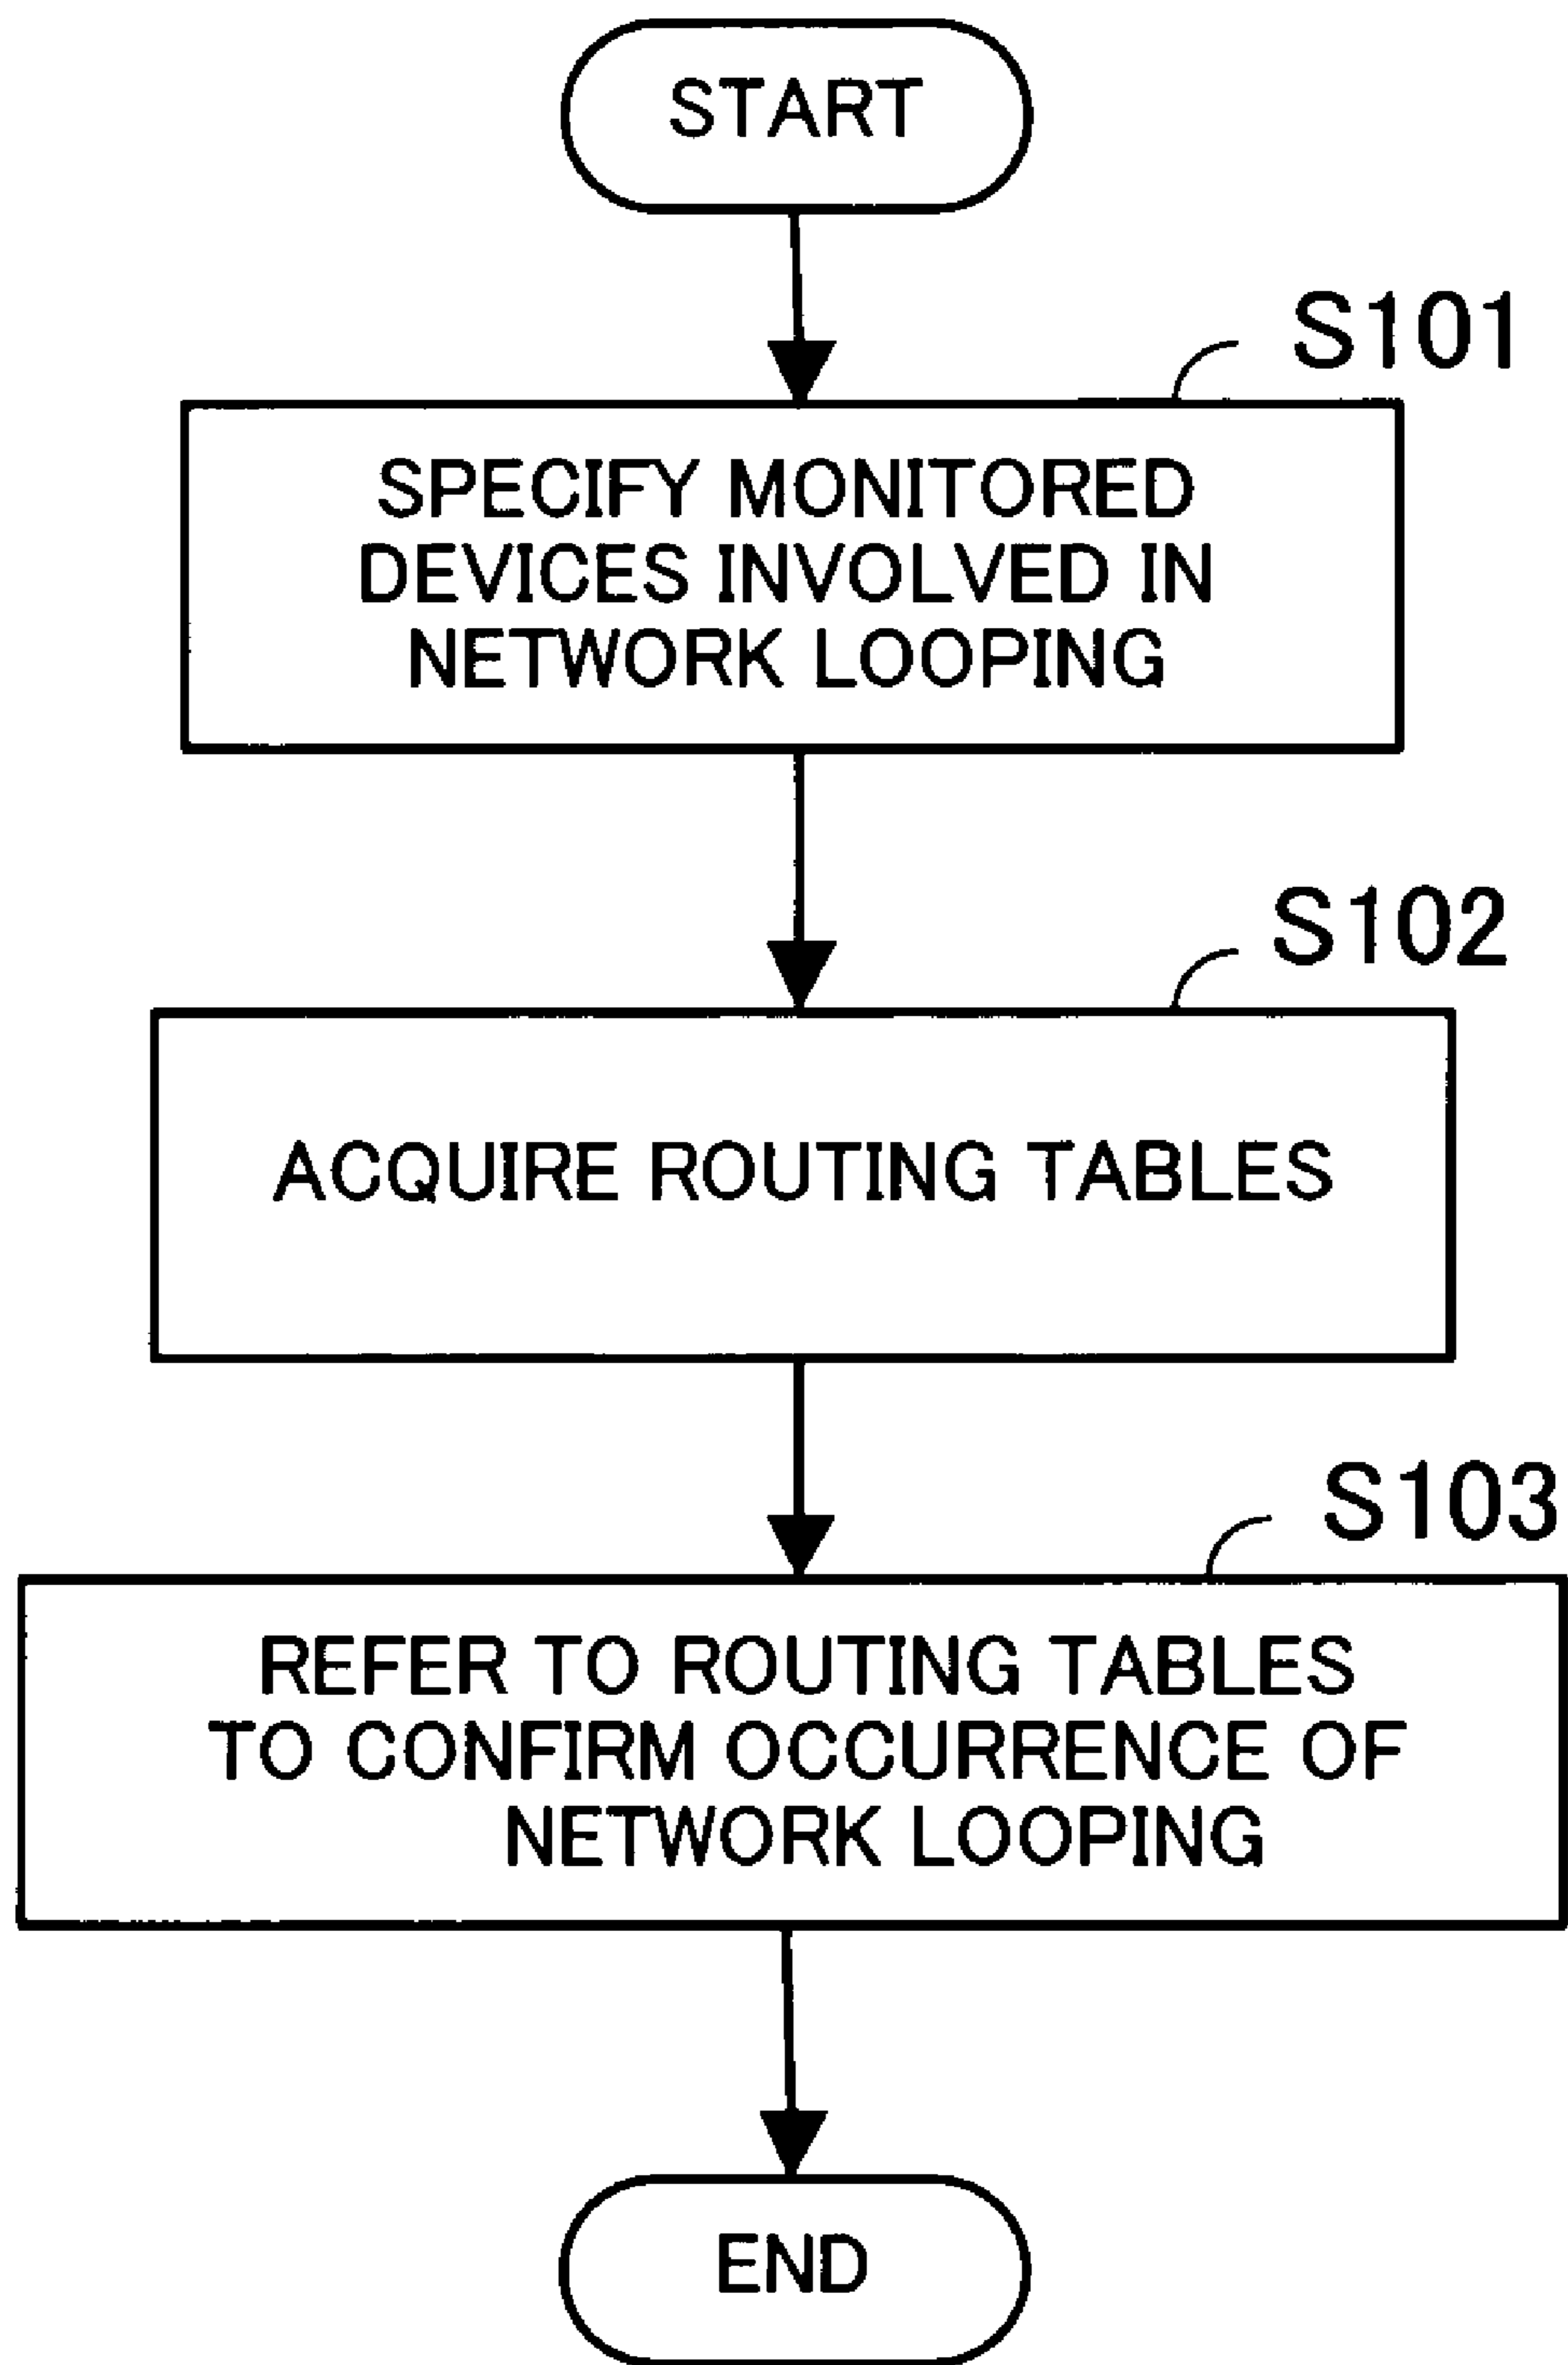 START
S101
SPECIFY MONITORED
DEVICES INVOLVED IN
NETWORK LOOPING
S102
ACQUIRE ROUTING TABLES
S103
REFER TO ROUTING TABLES
TO CONFIRM OCCURRENCE OF
NETWORK LOOPING
END